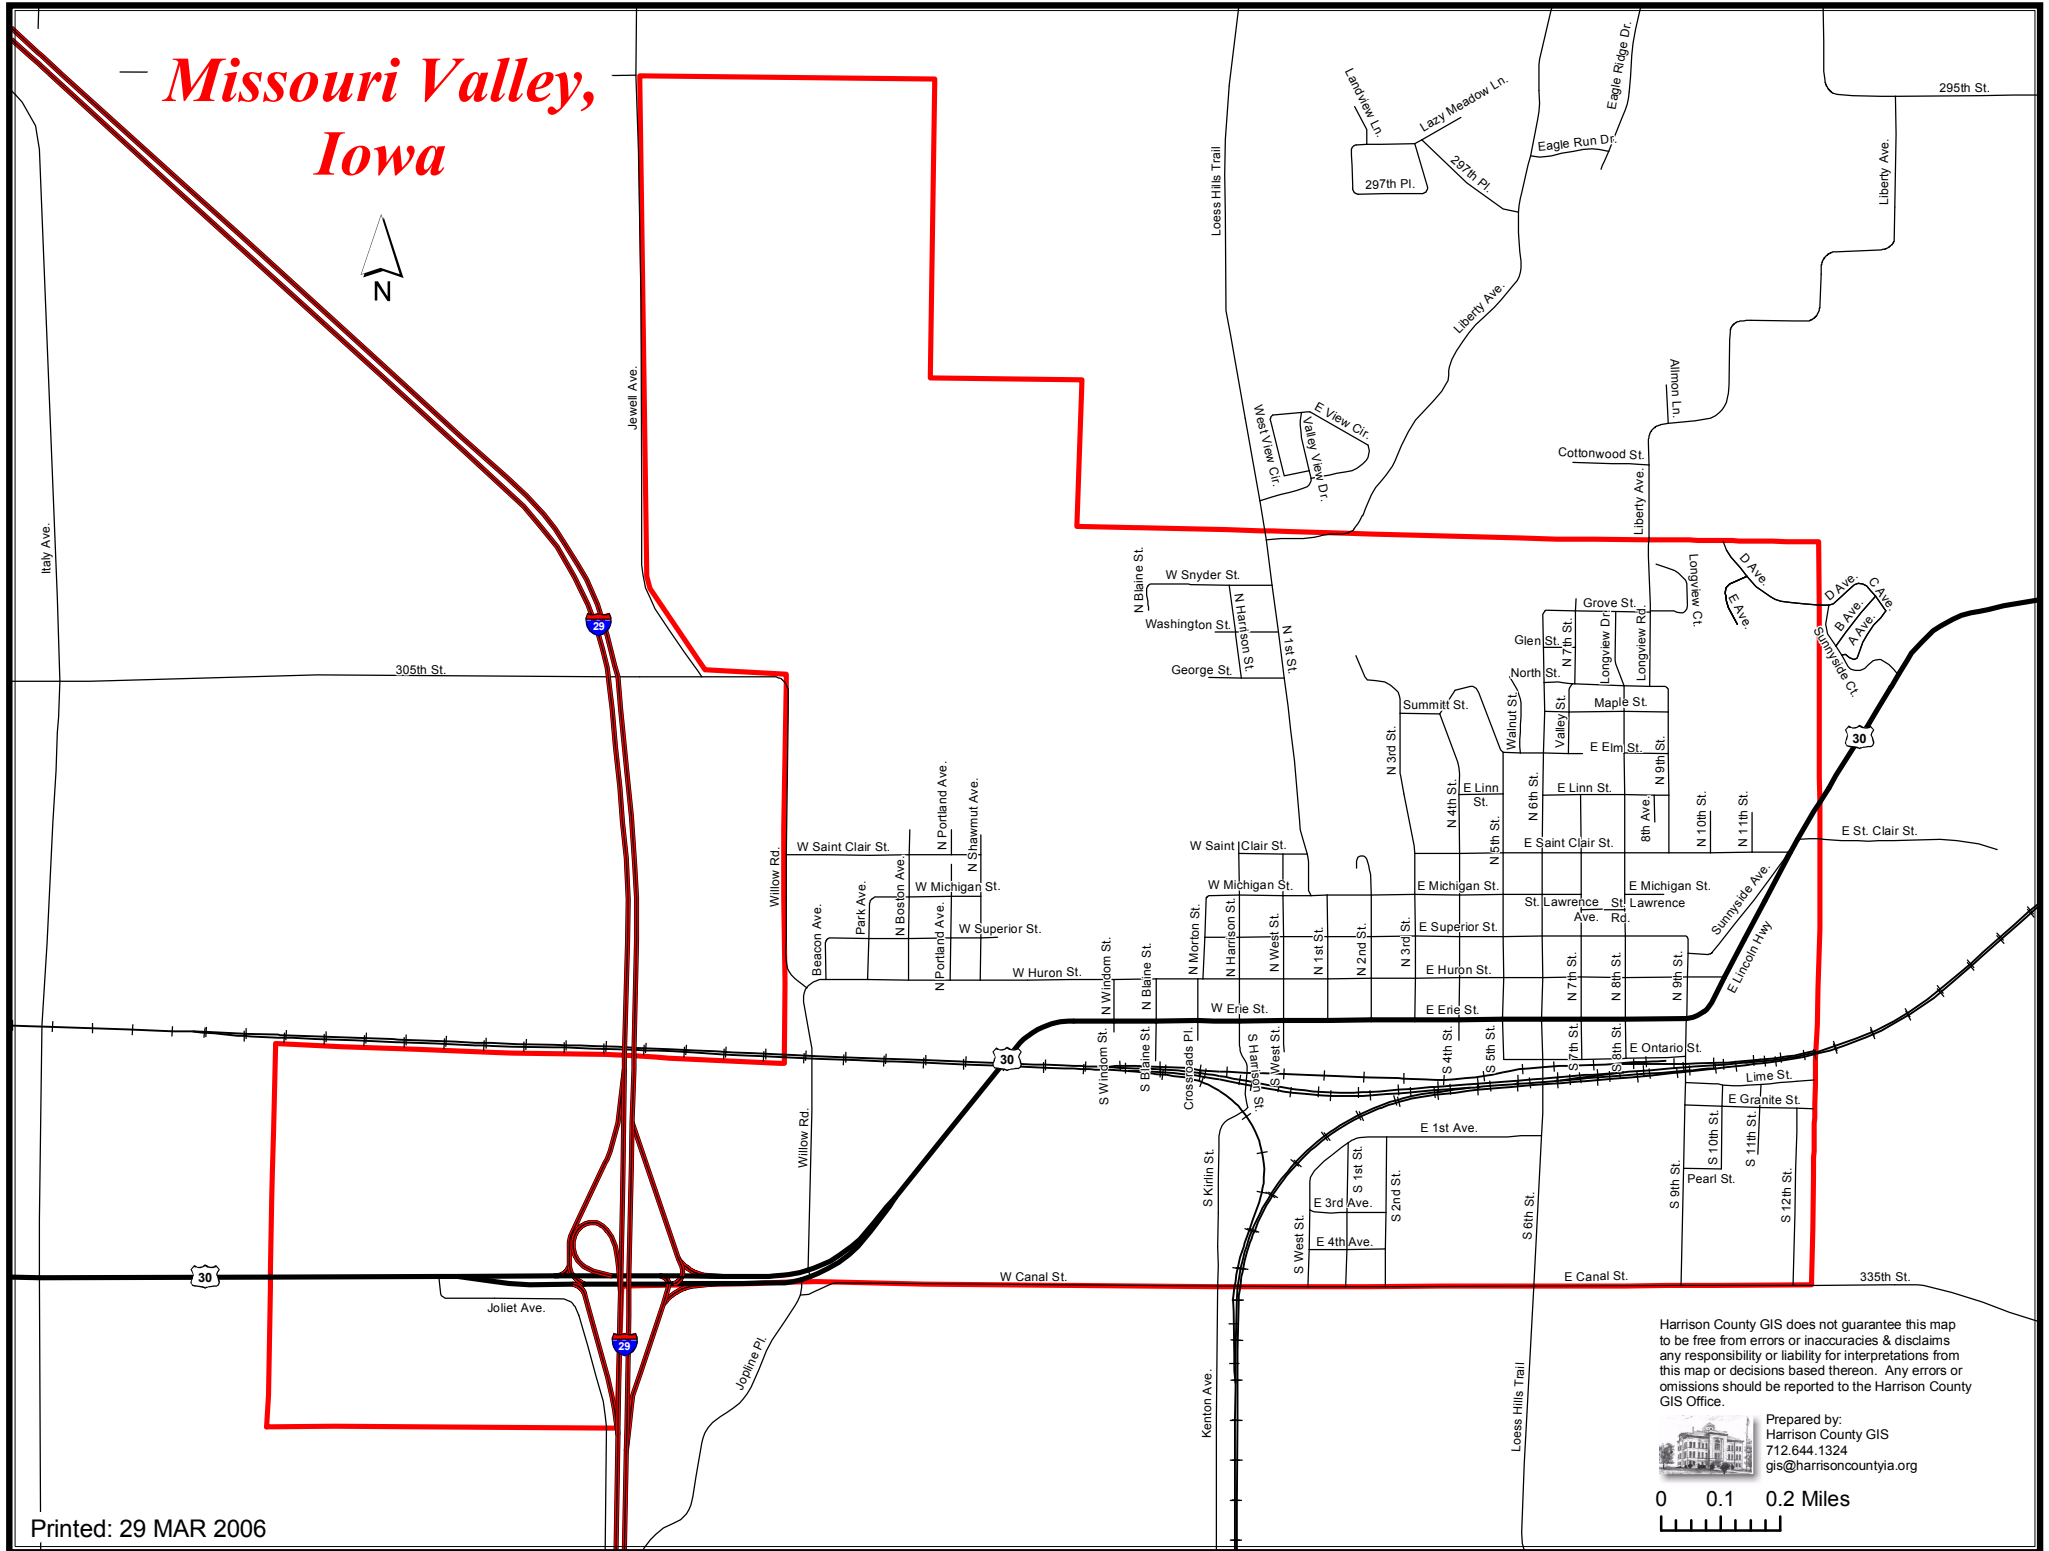 Missouri Valley,
Iowa
N
Landview Ln.
Lazy Meadow Ln.
Eagle Ridge Dr.
Eagle Run Dr.
295th St.
Liberty Ave.
297th Pl.
297th Pl.
Loess Hills Trail
Liberty Ave.
Jewell Ave.
Allmon Ln.
West View Cir.
E View Cir.
Valley View Dr.
Cottonwood St.
Liberty Ave.
Italy Ave.
N Blaine St.
W Snyder St.
N Harrison St.
Washington St.
N 1st St.
George St.
Longview Ct.
D Ave.
E Ave.
D Ave.
C Ave.
B Ave.
A Ave.
Sunnyside Ct.
Grove St.
Glen St.
N 7th St.
Longview Dr.
Longview Rd.
North St.
29
305th St.
Summitt St.
Walnut St.
Valley St.
Maple St.
N 3rd St.
E Elm St.
N 9th St.
30
N Portland Ave.
N Shawmut Ave.
N 4th St.
E Linn
St.
N 6th St.
E Linn St.
8th Ave.
N 10th St.
N 11th St.
E St. Clair St.
Willow Rd.
W Saint Clair St.
W Saint Clair St.
N 5th St.
E Saint Clair St.
Park Ave.
N Boston Ave.
W Michigan St.
W Michigan St.
E Michigan St.
E Michigan St.
St. Lawrence
Ave.
St. Lawrence
Rd.
Sunnyside Ave.
Beacon Ave.
N Portland Ave.
W Superior St.
N Morton St.
N Harrison St.
N West St.
N 1st St.
N 2nd St.
N 3rd St.
E Superior St.
W Huron St.
N Windom St.
N Blaine St.
E Huron St.
N 7th St.
N 8th St.
N 9th St.
E Lincoln Hwy
W Erie St.
E Erie St.
30
S Windom St.
S Blaine St.
Crossroads Pl.
S Harrison St.
S West St.
S 4th St.
S 5th St.
S 7th St.
S 8th St.
E Ontario St.
Lime St.
E Granite St.
Willow Rd.
S Kirlin St.
E 1st Ave.
S 1st St.
S 2nd St.
E 3rd Ave.
E 4th Ave.
S West St.
S 6th St.
S 9th St.
S 10th St.
S 11th St.
Pearl St.
S 12th St.
30
W Canal St.
E Canal St.
335th St.
Joliet Ave.
29
Jopline Pl.
Kenton Ave.
Loess Hills Trail
Harrison County GIS does not guarantee this map
to be free from errors or inaccuracies & disclaims
any responsibility or liability for interpretations from
this map or decisions based thereon.  Any errors or
omissions should be reported to the Harrison County
GIS Office.
Prepared by:
Harrison County GIS
712.644.1324
gis@harrisoncountyia.org
0 0.1 0.2 Miles
Printed: 29 MAR 2006